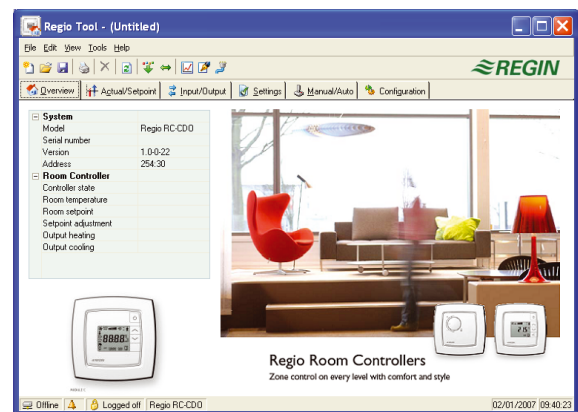 Regio Tool - (Untitled)
File Edit View Tools Help
REGIN
Overview Actual/Setpoint Input/Output Settings Manual/Auto Configuration
System
Model Regio RC-CDO
Serial number
Version 1.0-0-22
Address 254:30
Room Controller
Controller state
Room temperature
Room setpoint
Setpoint adjustment
Output heating
Output cooling
Regio Room Controllers
Zone control on every level with comfort and style
Offline Logged off Regio RC-CDO 02/01/2007 09:40:23